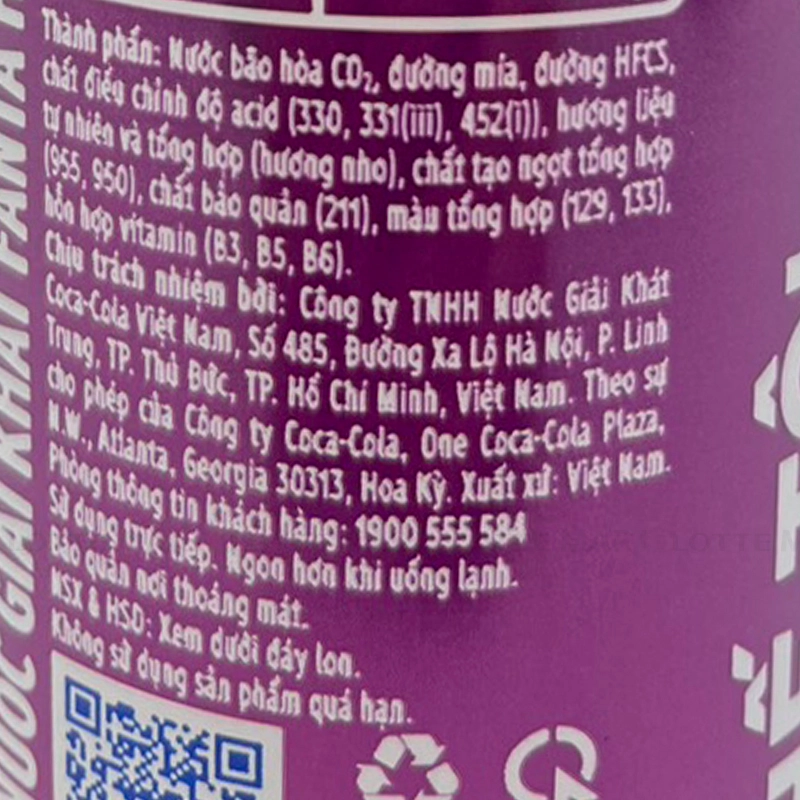 Thành phần: Nước bão hòa CO₂, đường mía, đường HFCS,
chất điều chỉnh độ acid (330, 331(iii), 452(i)), hương liệu
tự nhiên và tổng hợp (hương nho), chất tạo ngọt tổng hợp
(955, 950), chất bảo quản (211), màu tổng hợp (129, 133),
hỗn hợp vitamin (B3, B5, B6).
Chịu trách nhiệm bởi: Công ty TNHH Nước Giải Khát
Coca-Cola Việt Nam, Số 485, Đường Xa Lộ Hà Nội, P. Linh
Trung, TP. Thủ Đức, TP. Hồ Chí Minh, Việt Nam. Theo sự
cho phép của Công ty Coca-Cola, One Coca-Cola Plaza,
N.W., Atlanta, Georgia 30313, Hoa Kỳ. Xuất xứ: Việt Nam.
Phòng thông tin khách hàng: 1900 555 584
Sử dụng trực tiếp. Ngon hơn khi uống lạnh.
Bảo quản nơi thoáng mát.
NSX & HSD: Xem dưới đáy lon.
Không sử dụng sản phẩm quá hạn.
NƯỚC GIẢI KHÁT FANTA
LOTTE